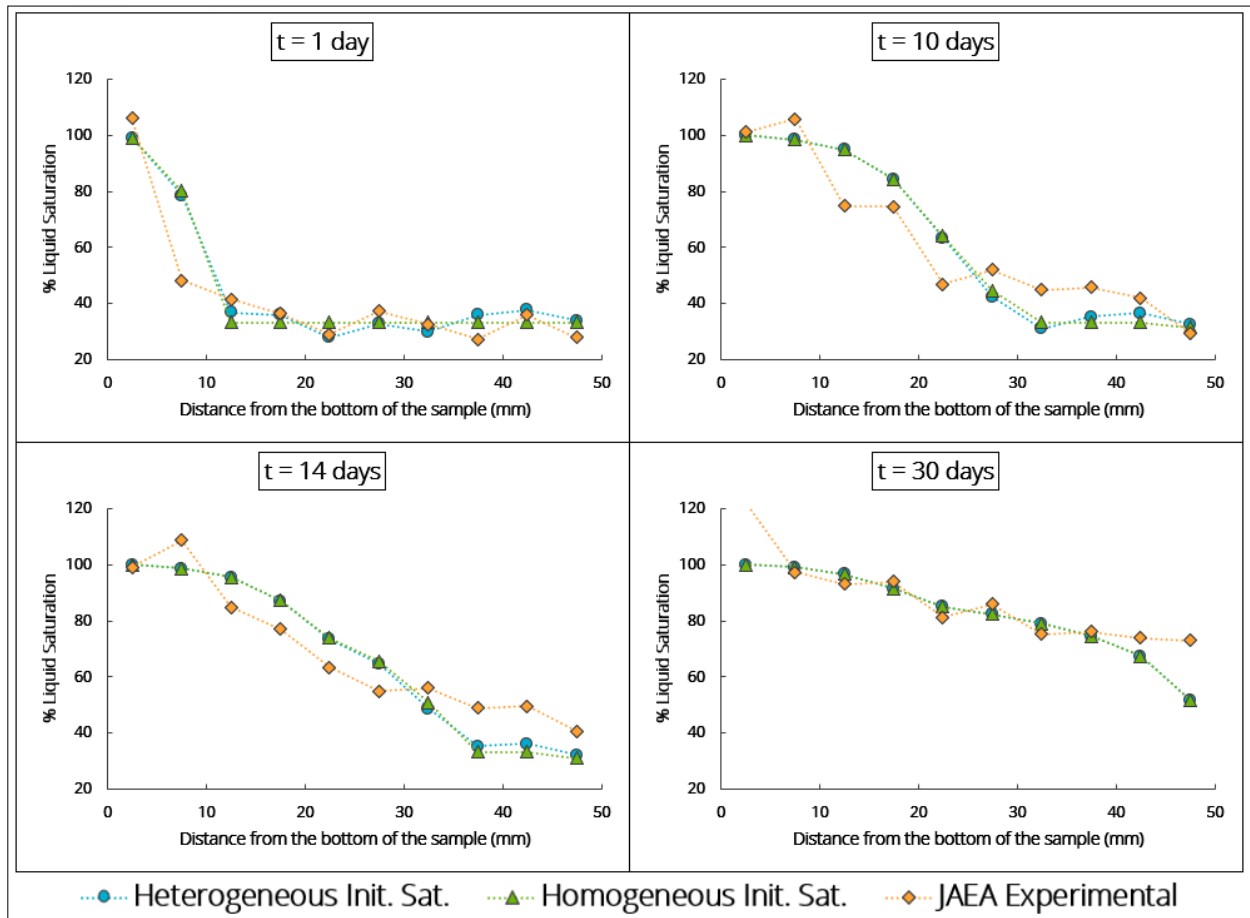 t = 1 day
120
100
80
60
40
20
% Liquid Saturation
0 10 20 30 40 50
Distance from the bottom of the sample (mm)
t = 10 days
120
100
80
60
40
20
% Liquid Saturation
0 10 20 30 40 50
Distance from the bottom of the sample (mm)
t = 14 days
120
100
80
60
40
20
% Liquid Saturation
0 10 20 30 40 50
Distance from the bottom of the sample (mm)
t = 30 days
120
100
80
60
40
20
% Liquid Saturation
0 10 20 30 40 50
Distance from the bottom of the sample (mm)
Heterogeneous Init. Sat. Homogeneous Init. Sat. JAEA Experimental